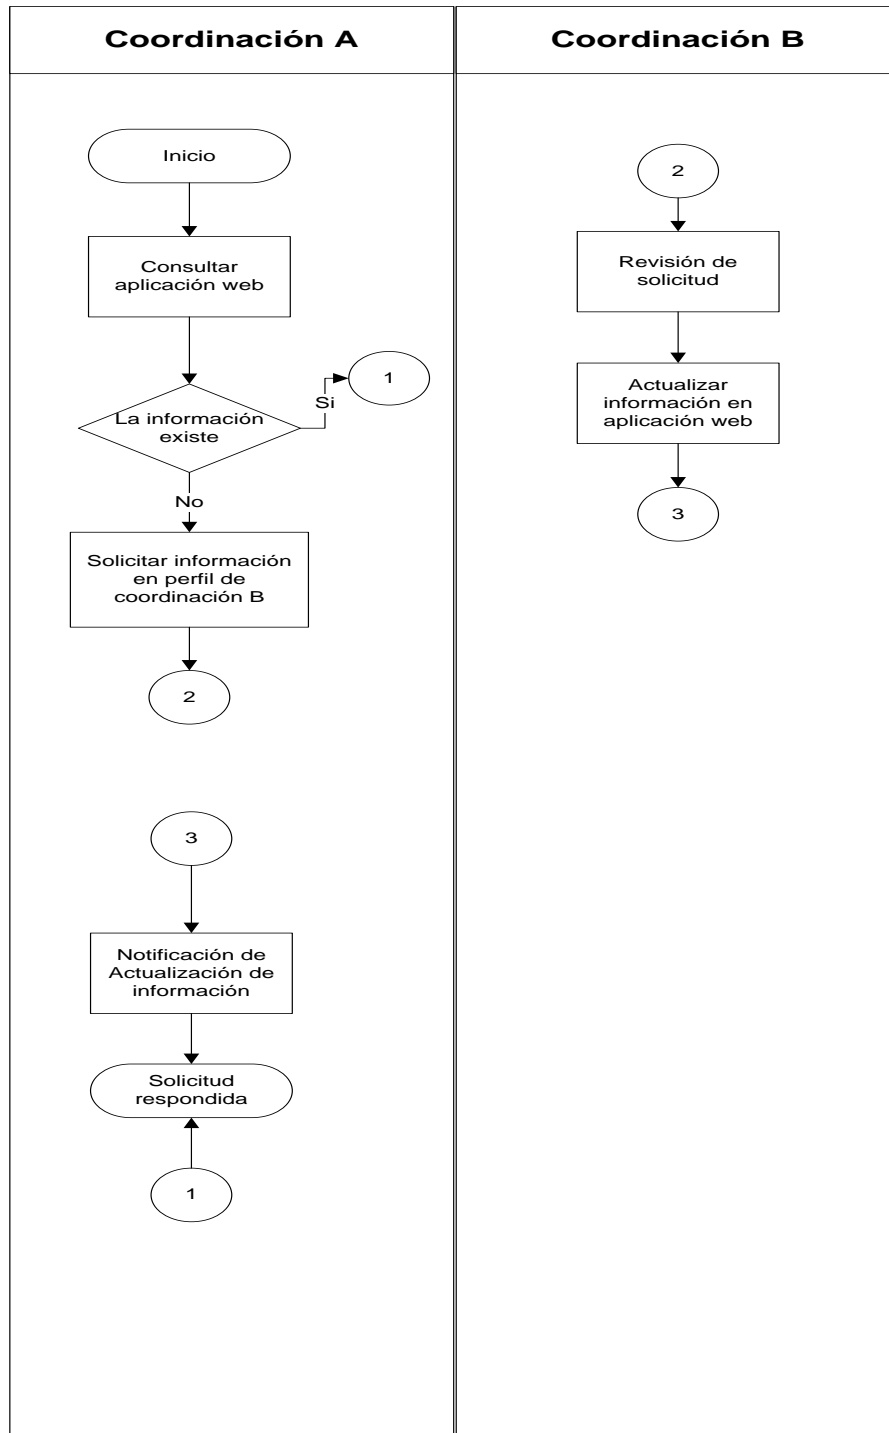 Coordinación A
Inicio
Consultar
aplicación web
1
Si
La información
existe
No
Solicitar información
en perfil de
coordinación B
2
3
Notificación de
Actualización de
información
Solicitud
respondida
1
Coordinación B
2
Revisión de
solicitud
Actualizar
información en
aplicación web
3